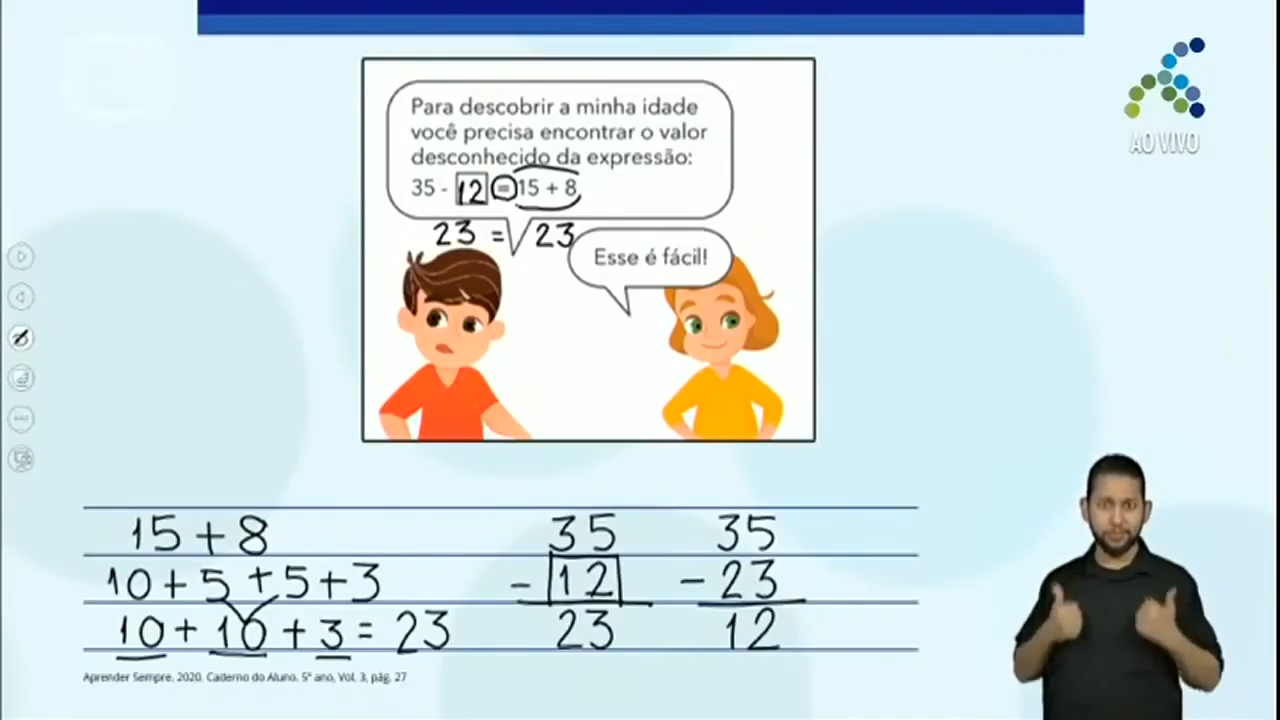 AO VIVO
Para descobrir a minha idade
você precisa encontrar o valor
desconhecido da expressão:
35 - 12 = 15 + 8
23 = 23
Esse é fácil!
15 + 8
10 + 5 + 5 + 3
10 + 10 + 3 = 23
35
- 12
23
35
- 23
12
Aprender Sempre, 2020. Caderno do Aluno, 5º ano, Vol. 3, pág. 27